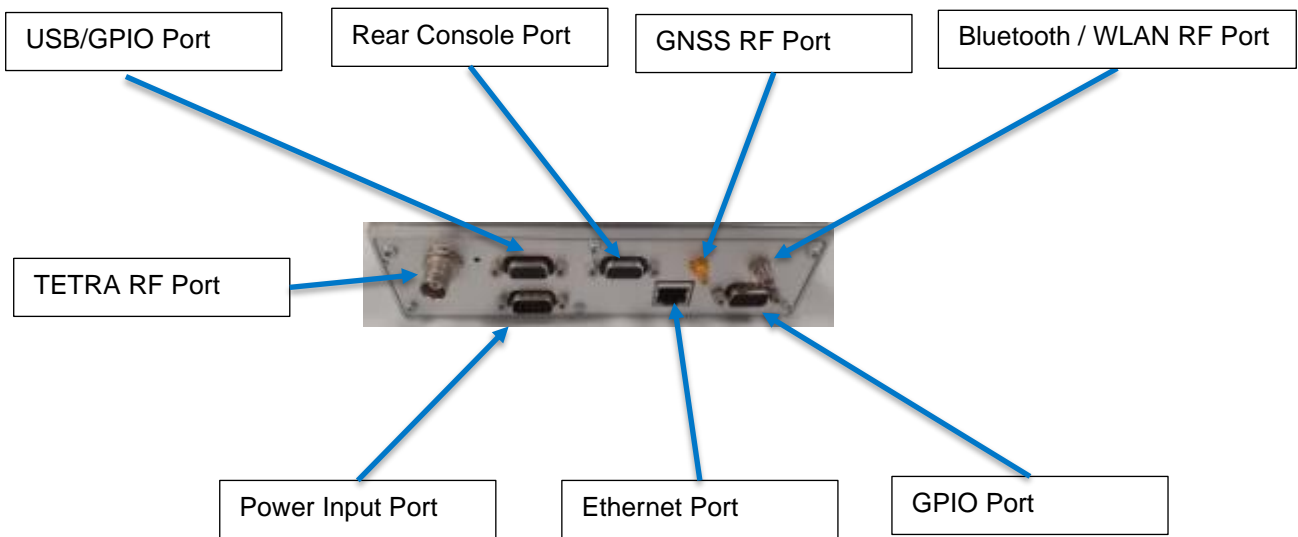 USB/GPIO Port
Rear Console Port
GNSS RF Port
Bluetooth / WLAN RF Port
TETRA RF Port
Power Input Port
Ethernet Port
GPIO Port